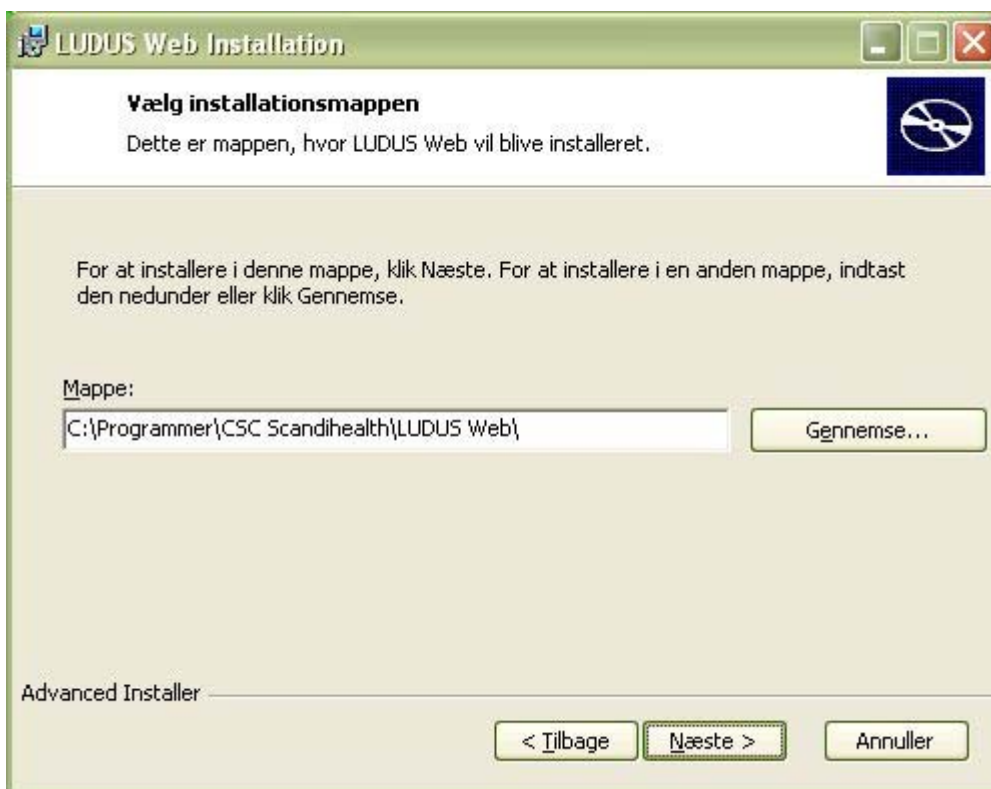 LUDUS Web Installation
Vælg installationsmappen
Dette er mappen, hvor LUDUS Web vil blive installeret.
For at installere i denne mappe, klik Næste. For at installere i en anden mappe, indtast
den nedunder eller klik Gennemse.
Mappe:
C:\Programmer\CSC Scandihealth\LUDUS Web\
Gennemse...
Advanced Installer
< Tilbage
Næste >
Annuller